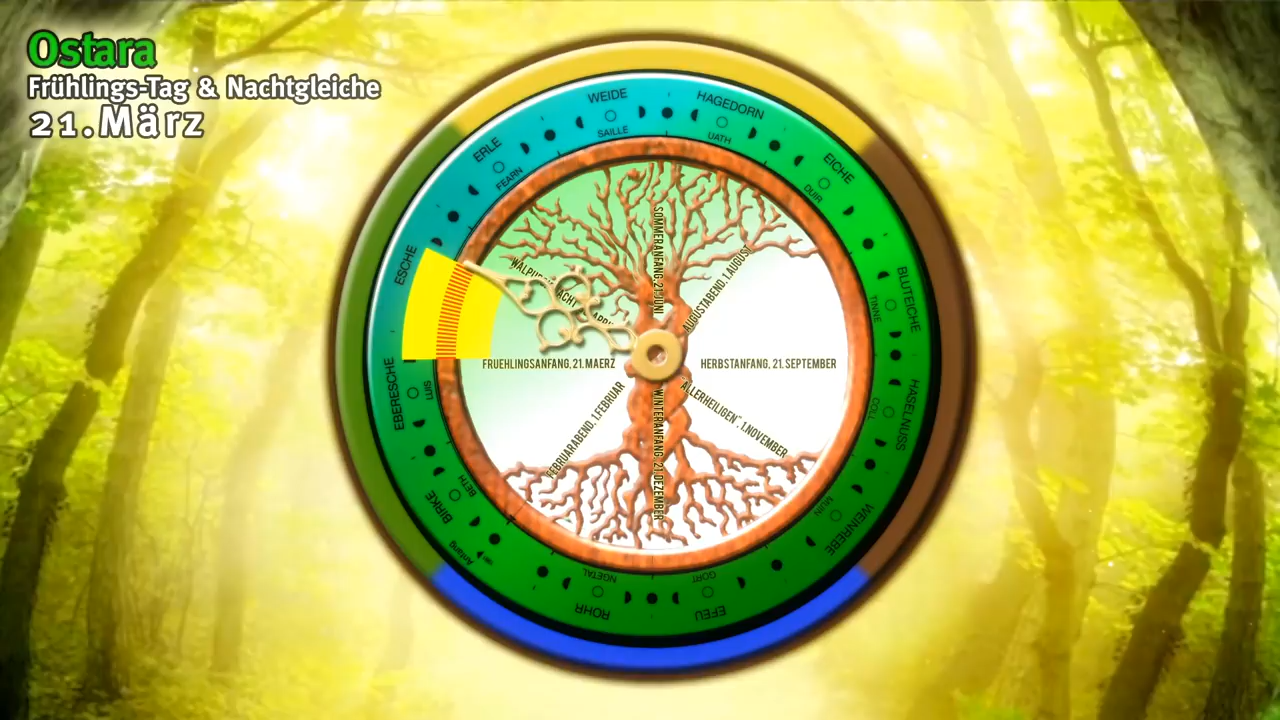 Ostara
Frühlings-Tag & Nachtgleiche
21.März
WEIDE
SAILLE
HAGEDORN
UATH
EICHE
DUIR
BLUTEICHE
TINNE
HASELNUSS
COLL
WEINREBE
MUIN
EFEU
GORT
ROHR
NGETAL
BIRKE
BETH
Anfang
EBERESCHE
LUIS
ESCHE
ERLE
FEARN
SOMMERANFANG, 21. JUNI
AUGUSTABEND, 1. AUGUST
HERBSTANFANG, 21. SEPTEMBER
ALLERHEILIGEN', 1. NOVEMBER
WINTERANFANG, 21 DEZEMBER
FEBRUARABEND, 1. FEBRUAR
FRUEHLINGSANFANG, 21. MAERZ